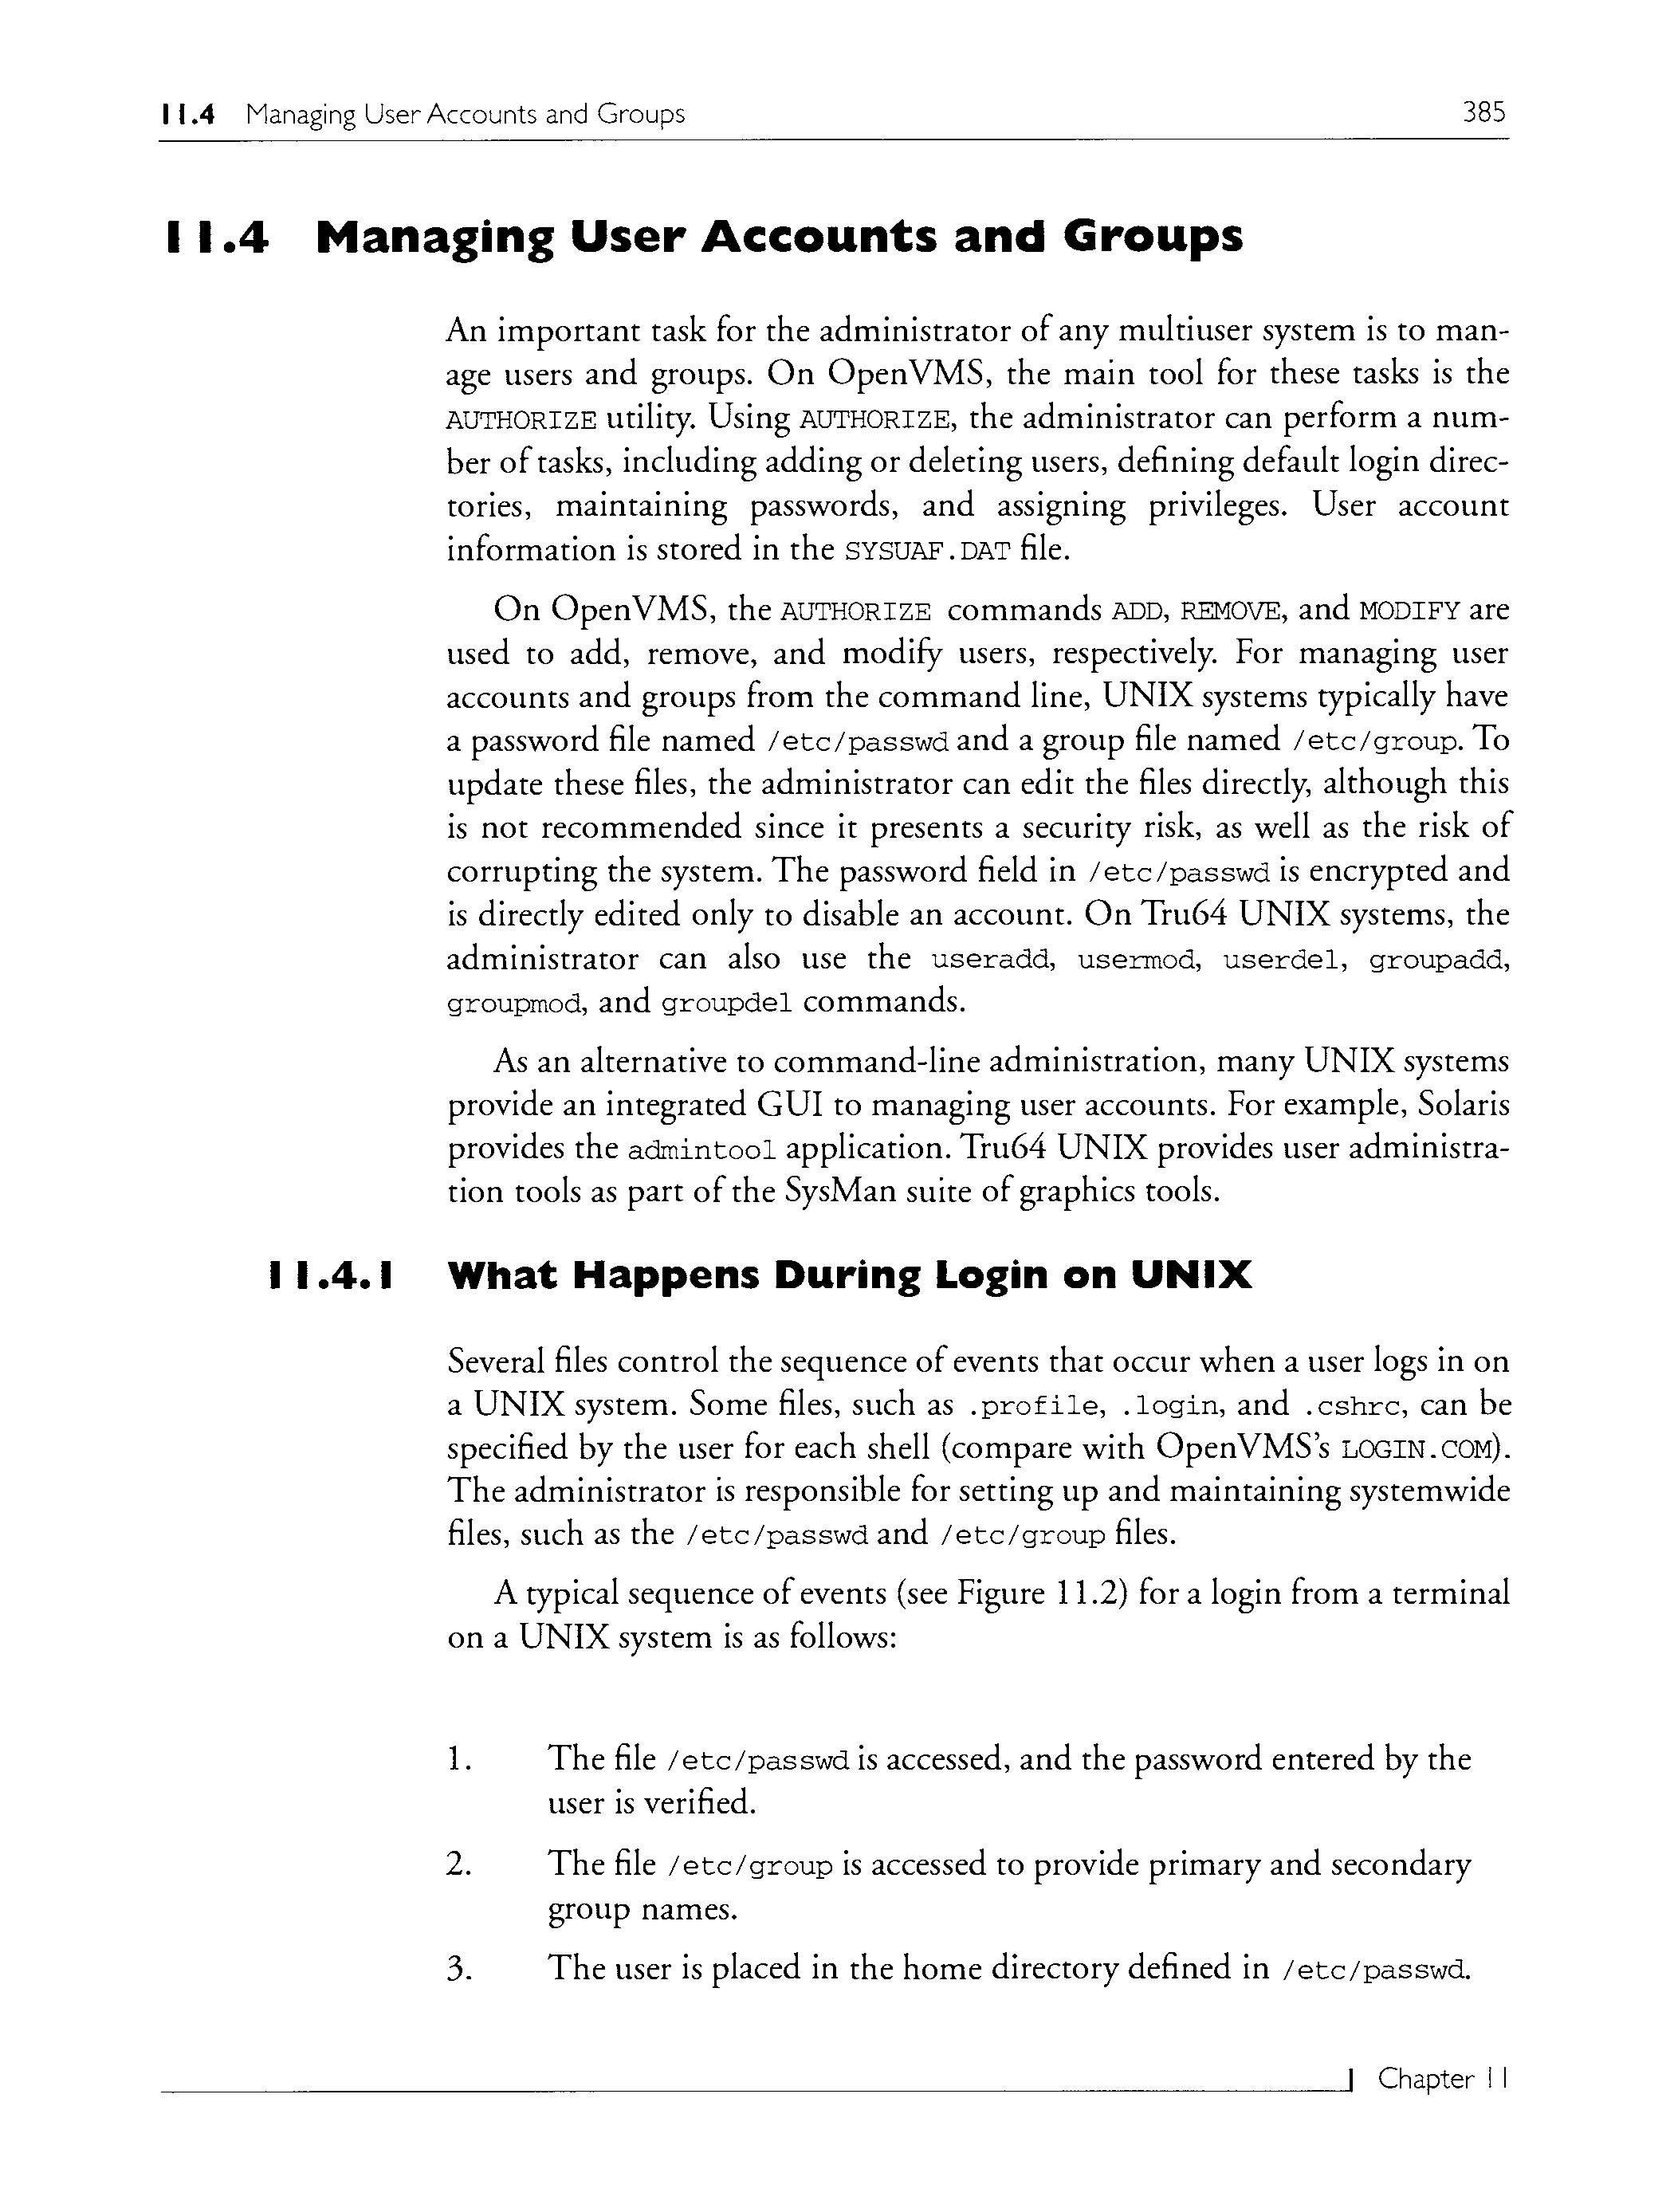 11.4 Managing User Accounts and Groups 385
11.4 Managing User Accounts and Groups
An important task for the administrator of any multiuser system is to man-
age users and groups. On OpenVMS, the main tool for these tasks is the
AUTHORIZE utility. Using AUTHORIZE, the administrator can perform a num-
ber of tasks, including adding or deleting users, defining default login direc-
tories, maintaining passwords, and assigning privileges. User account
information is stored in the SYSUAF.DAT file.
On OpenVMS, the AUTHORIZE commands ADD, REMOVE, and MODIFY are
used to add, remove, and modify users, respectively. For managing user
accounts and groups from the command line, UNIX systems typically have
a password file named /etc/passwd and a group file named /etc/group. To
update these files, the administrator can edit the files directly, although this
is not recommended since it presents a security risk, as well as the risk of
corrupting the system. The password field in /etc/passwd is encrypted and
is directly edited only to disable an account. On Tru64 UNIX systems, the
administrator can also use the useradd, usermod, userdel, groupadd,
groupmod, and groupdel commands.
As an alternative to command-line administration, many UNIX systems
provide an integrated GUI to managing user accounts. For example, Solaris
provides the admintool application. Tru64 UNIX provides user administra-
tion tools as part of the SysMan suite of graphics tools.
11.4.1 What Happens During Login on UNIX
Several files control the sequence of events that occur when a user logs in on
a UNIX system. Some files, such as .profile, .login, and .cshrc, can be
specified by the user for each shell (compare with OpenVMS's LOGIN.COM).
The administrator is responsible for setting up and maintaining systemwide
files, such as the /etc/passwd and /etc/group files.
A typical sequence of events (see Figure 11.2) for a login from a terminal
on a UNIX system is as follows:
1. The file /etc/passwd is accessed, and the password entered by the
user is verified.
2. The file /etc/group is accessed to provide primary and secondary
group names.
3. The user is placed in the home directory defined in /etc/passwd.
Chapter 11